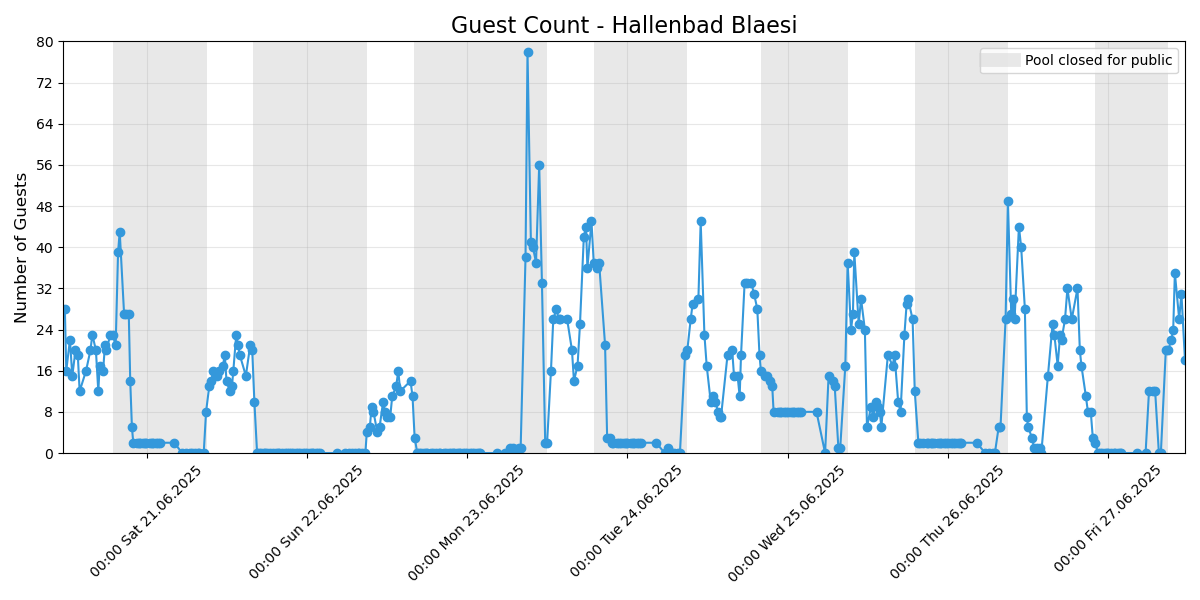 Guest Count - Hallenbad Blaesi
Pool closed for public
Number of Guests
80
72
64
56
48
40
32
24
16
8
0
00:00 Sat 21.06.2025
00:00 Sun 22.06.2025
00:00 Mon 23.06.2025
00:00 Tue 24.06.2025
00:00 Wed 25.06.2025
00:00 Thu 26.06.2025
00:00 Fri 27.06.2025